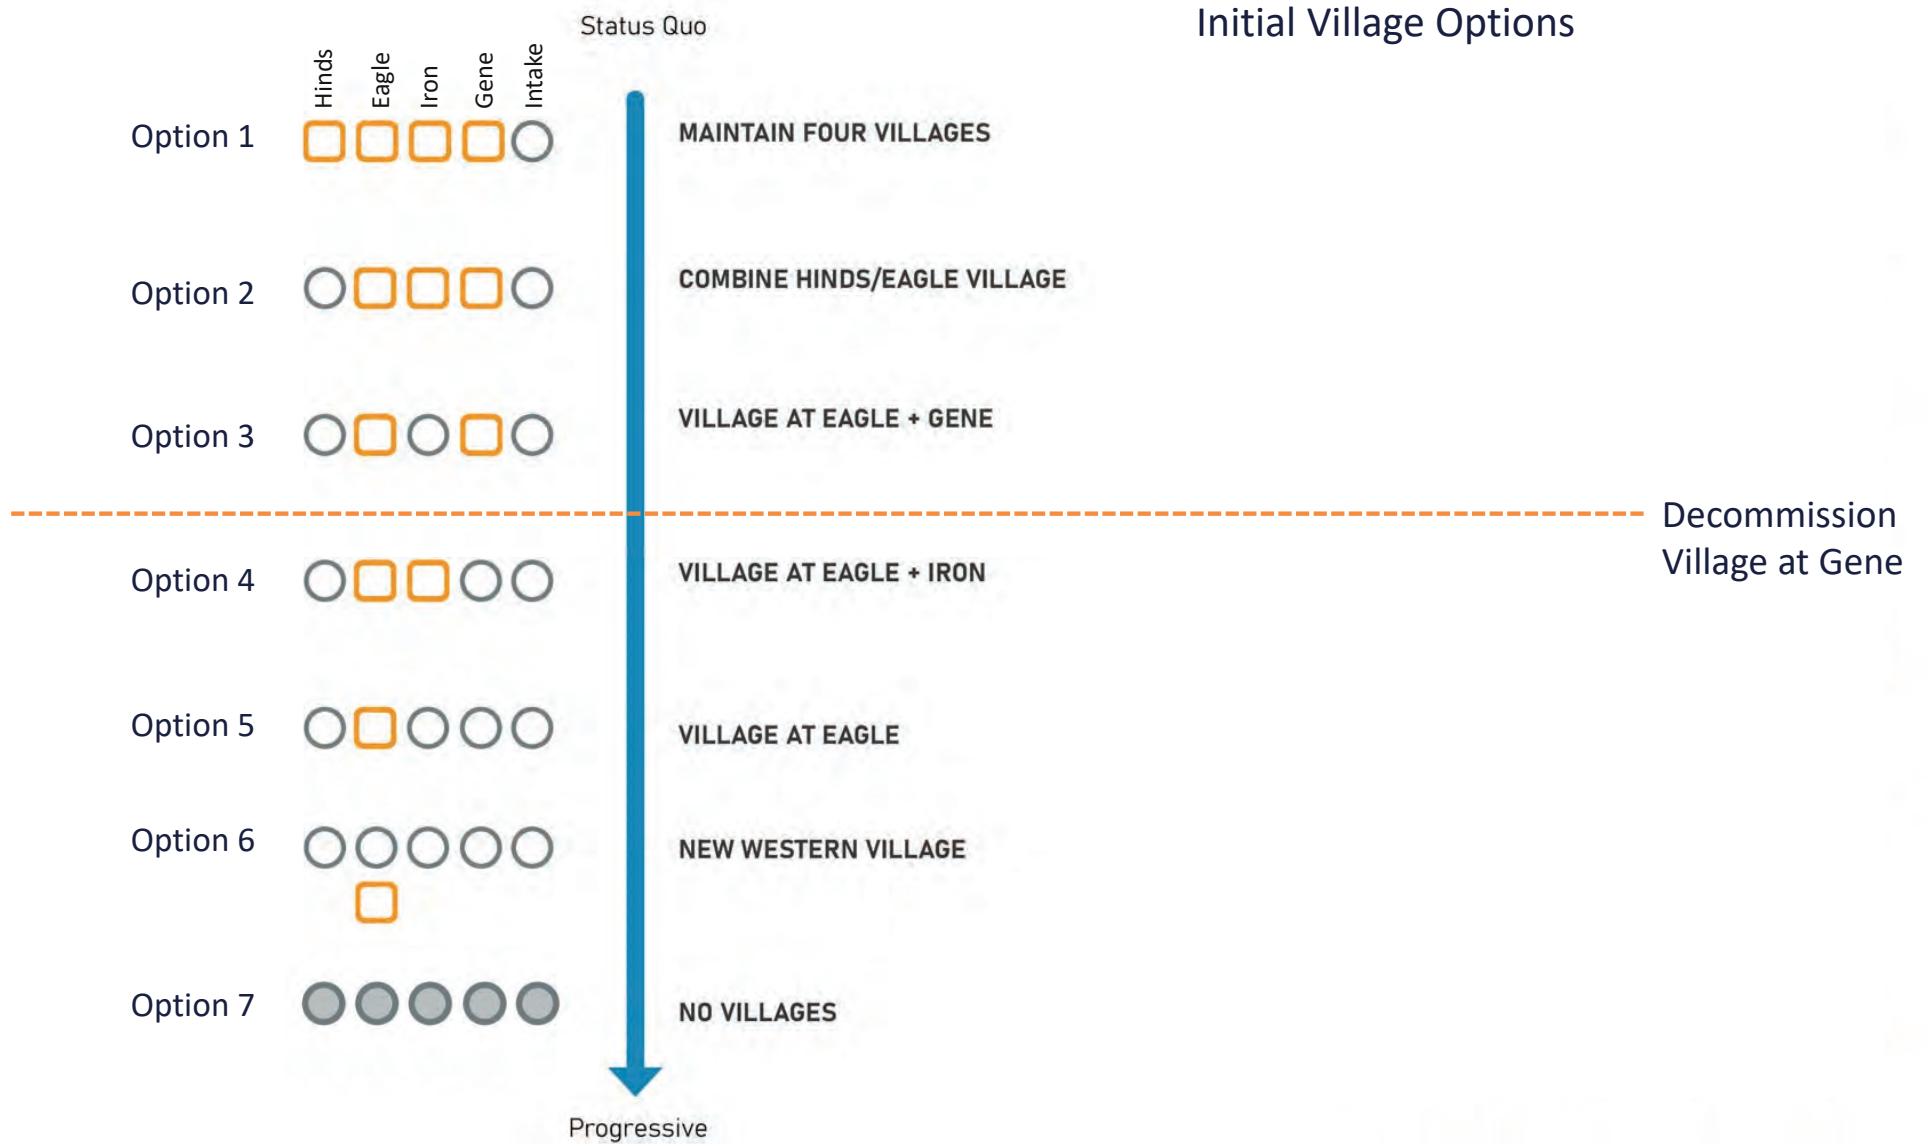 Initial Village Options
Status Quo
Hinds
Eagle
Iron
Gene
Intake
Option 1
MAINTAIN FOUR VILLAGES
Option 2
COMBINE HINDS/EAGLE VILLAGE
Option 3
VILLAGE AT EAGLE + GENE
Decommission
Village at Gene
Option 4
VILLAGE AT EAGLE + IRON
Option 5
VILLAGE AT EAGLE
Option 6
NEW WESTERN VILLAGE
Option 7
NO VILLAGES
Progressive